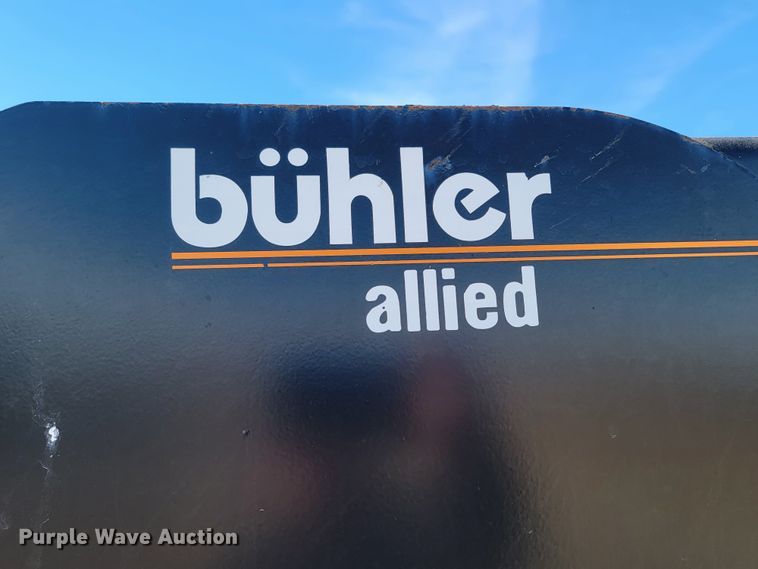 bühler
allied
Purple Wave Auction